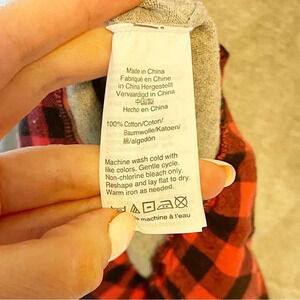 Made in China
Fabriqué en Chine
in China Hergestellt
Vervaardigd in China
中国製
Hecho en China
100% Cotton/Coton/
Baumwolle/Katoen/
綿/algodón
Machine wash cold with
like colors. Gentle cycle.
Non-chlorine bleach only.
Reshape and lay flat to dry.
Warm iron as needed.
machine à l'eau